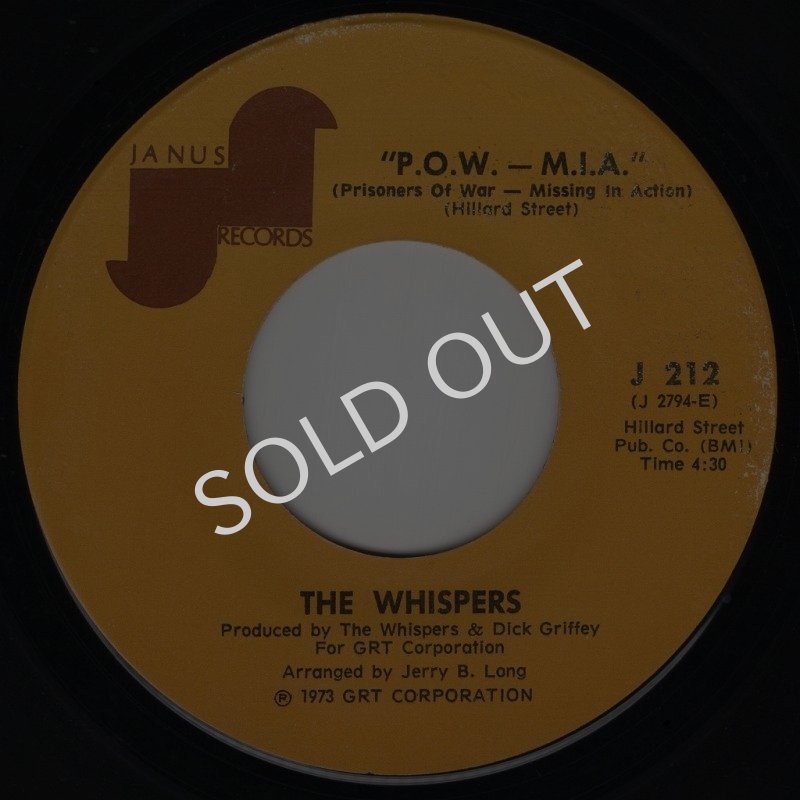 JANUS
RECORDS
"P.O.W. — M.I.A."
(Prisoners Of War — Missing In Action)
(Hillard Street)
SOLD OUT
J 212
(J 2794-E)
Hillard Street
Pub. Co. (BMI)
Time 4:30
THE WHISPERS
Produced by The Whispers & Dick Griffey
For GRT Corporation
Arranged by Jerry B. Long
℗ 1973 GRT CORPORATION